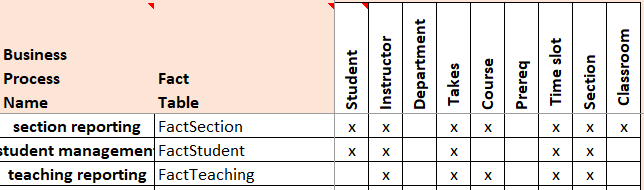 Business
Process
Name
Fact
Table
Student
Instructor
Department
Takes
Course
Prereq
Time slot
Section
Classroom
section reporting FactSection x x x x x x x
student managemen FactStudent x x x x x
teaching reporting FactTeaching x x x x x